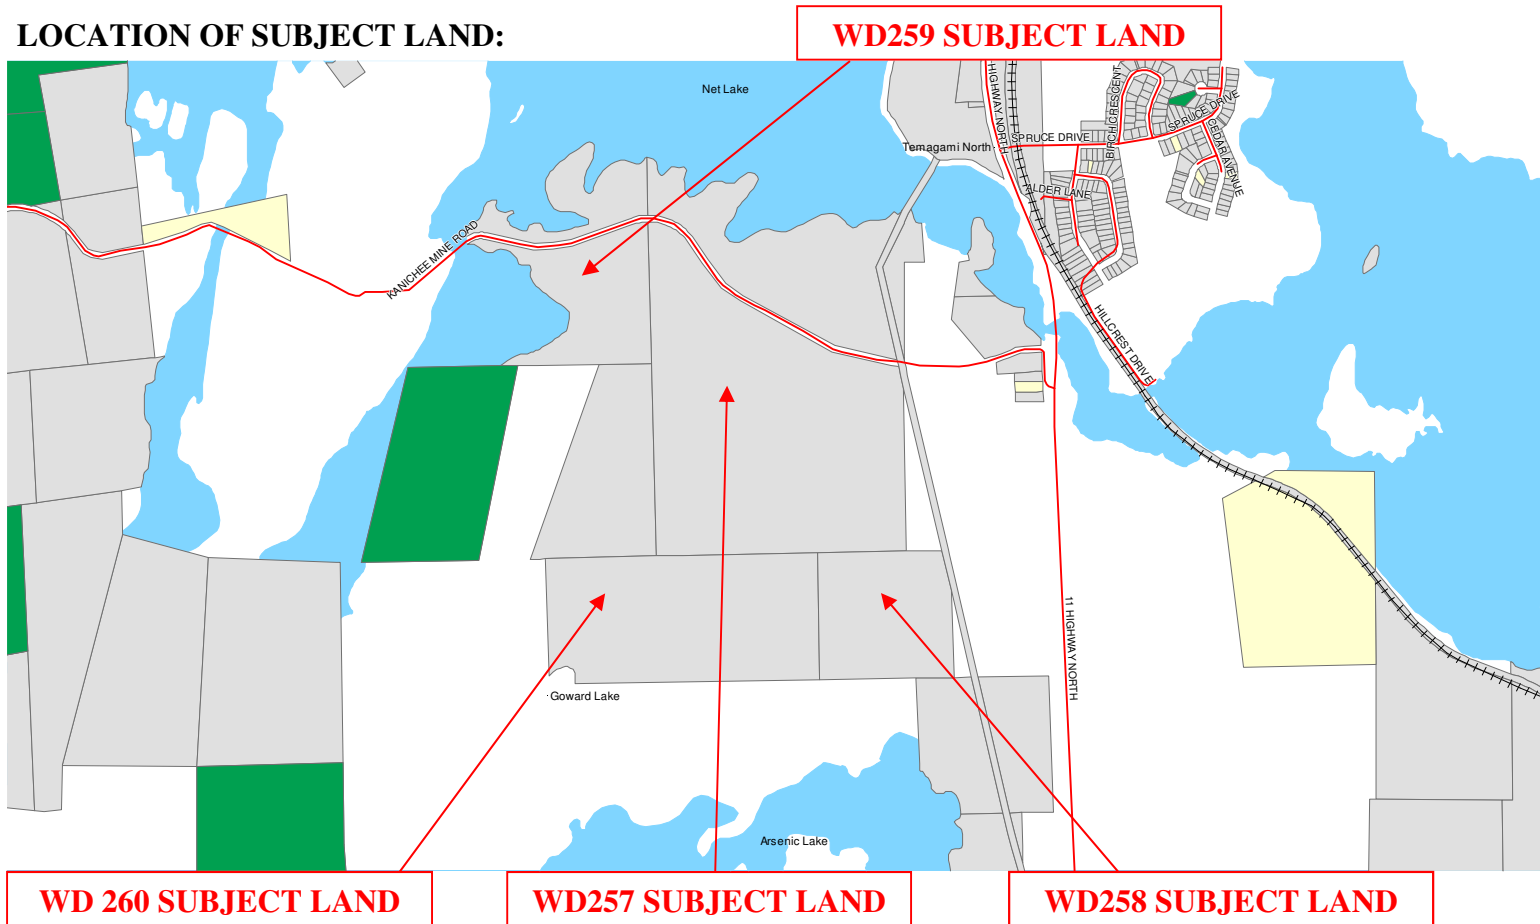 LOCATION OF SUBJECT LAND:
WD259 SUBJECT LAND
Net Lake
HIGHWAY NORTH
BIRCH CRESCENT
SPRUCE DRIVE
SPRUCE DRIVE
CEDAR AVENUE
Temagami North
ALDER LANE
KANICHEE MINE ROAD
HILLCREST DRIVE
11 HIGHWAY NORTH
Goward Lake
Arsenic Lake
WD 260 SUBJECT LAND
WD257 SUBJECT LAND
WD258 SUBJECT LAND